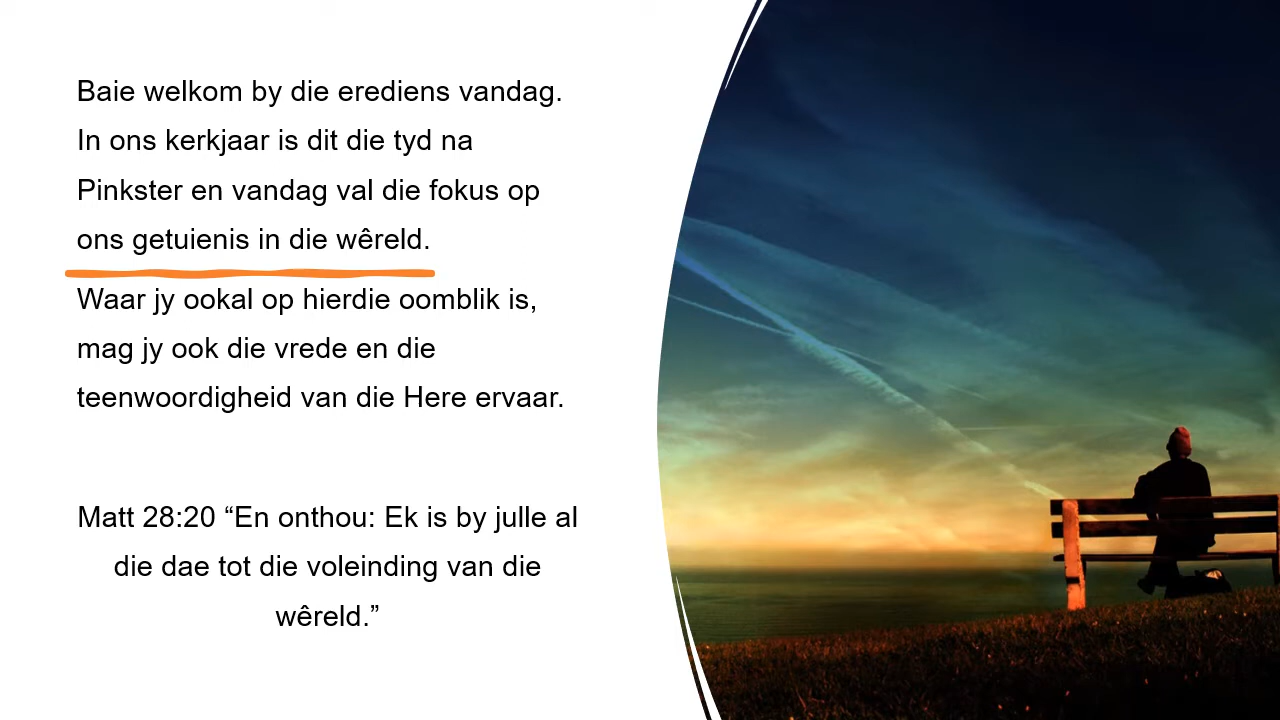 Baie welkom by die erediens vandag.
In ons kerkjaar is dit die tyd na
Pinkster en vandag val die fokus op
ons getuienis in die wêreld.
Waar jy ookal op hierdie oomblik is,
mag jy ook die vrede en die
teenwoordigheid van die Here ervaar.
Matt 28:20 “En onthou: Ek is by julle al
die dae tot die voleinding van die
wêreld.”